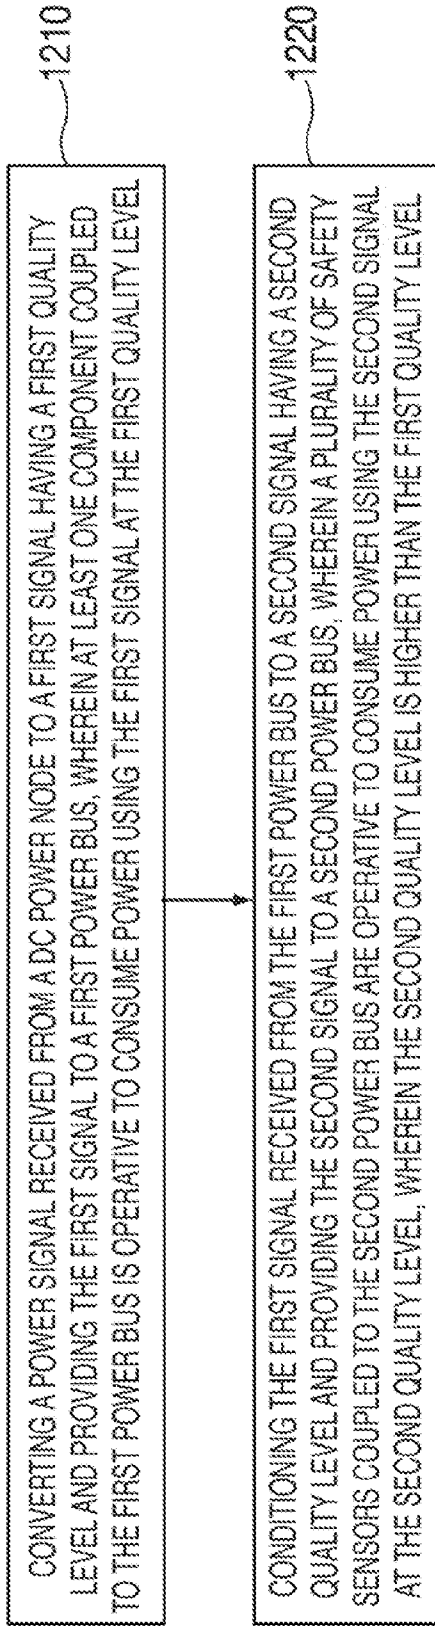 CONVERTING A POWER SIGNAL RECEIVED FROM A DC POWER NODE TO A FIRST SIGNAL HAVING A FIRST QUALITY
LEVEL AND PROVIDING THE FIRST SIGNAL TO A FIRST POWER BUS, WHEREIN AT LEAST ONE COMPONENT COUPLED
TO THE FIRST POWER BUS IS OPERATIVE TO CONSUME POWER USING THE FIRST SIGNAL AT THE FIRST QUALITY LEVEL
1210
CONDITIONING THE FIRST SIGNAL RECEIVED FROM THE FIRST POWER BUS TO A SECOND SIGNAL HAVING A SECOND
QUALITY LEVEL AND PROVIDING THE SECOND SIGNAL TO A SECOND POWER BUS, WHEREIN A PLURALITY OF SAFETY
SENSORS COUPLED TO THE SECOND POWER BUS ARE OPERATIVE TO CONSUME POWER USING THE SECOND SIGNAL
AT THE SECOND QUALITY LEVEL, WHEREIN THE SECOND QUALITY LEVEL IS HIGHER THAN THE FIRST QUALITY LEVEL
1220